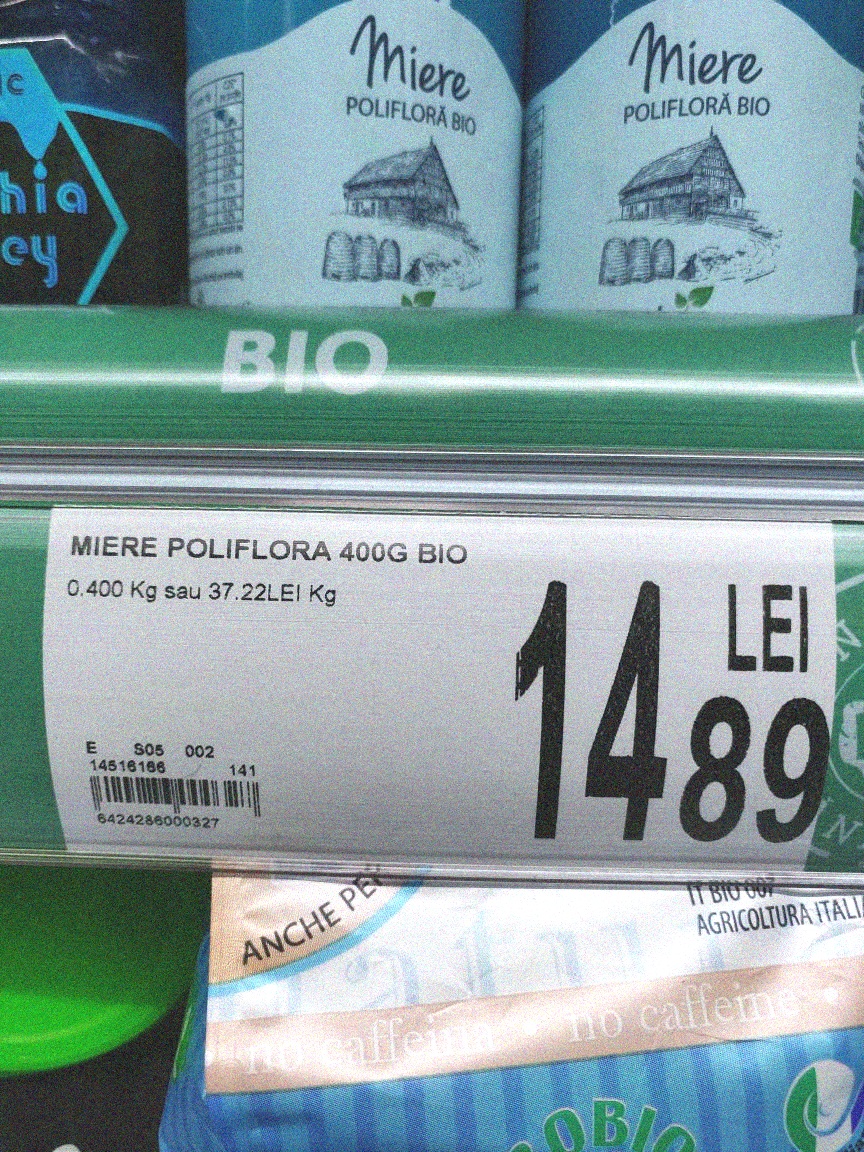 hia
ey
Miere
POLIFLORĂ BIO
Miere
POLIFLORĂ BIO
BIO
MIERE POLIFLORA 400G BIO
0.400 Kg sau 37.22LEI Kg
14 89 LEI
E S05 002
14516166 141
6424286000327
ANCHE PER
IT BIO 007
AGRICOLTURA ITALIA
no caffeina • no caffeine •
OBIO